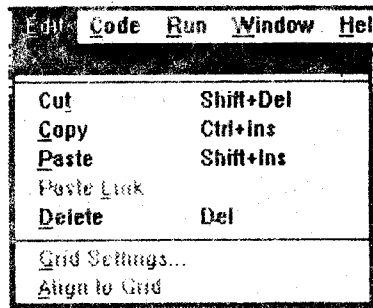 Edit Code Run Window Hel
Cut Shift+Del
Copy Ctrl+Ins
Paste Shift+Ins
Paste Link
Delete Del
Grid Settings...
Align to Grid